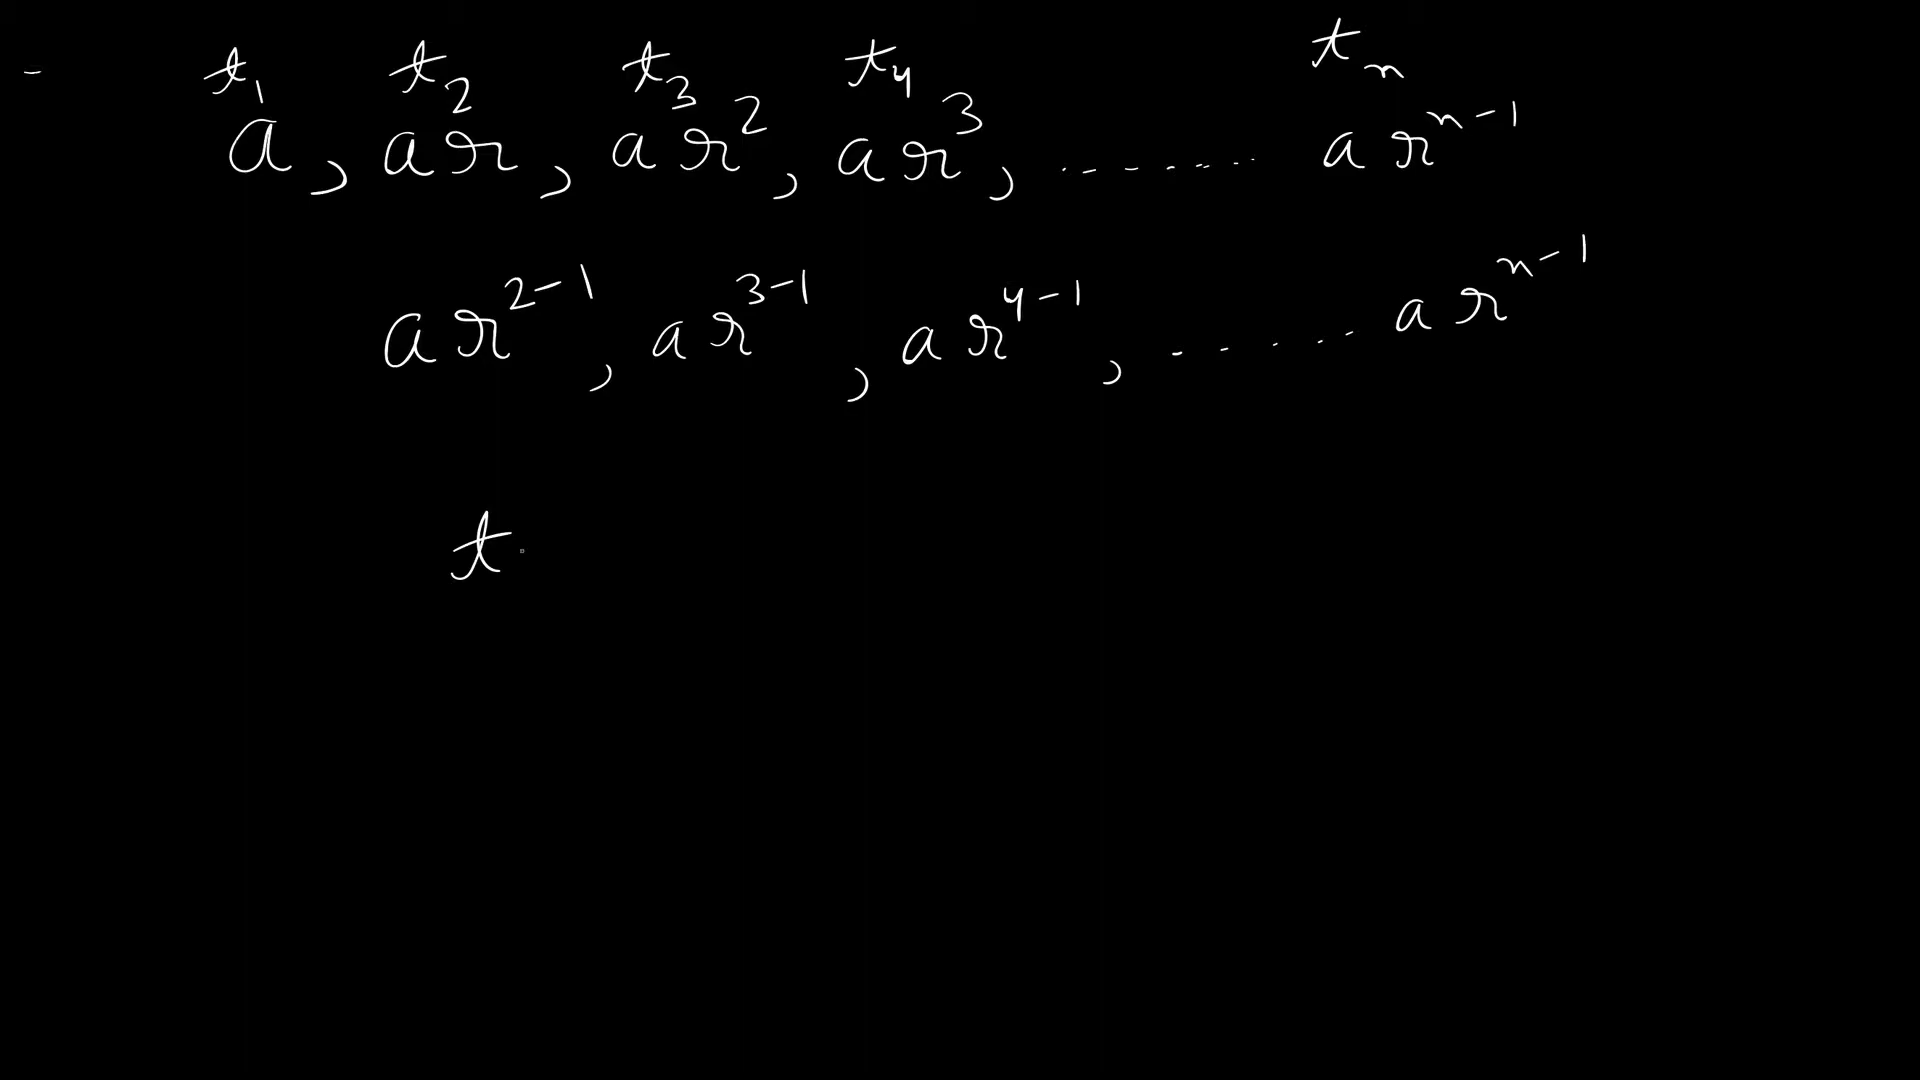 - t₁ t₂ t₃ t₄ tₙ
a, ar, ar², ar³, ....... arⁿ⁻¹
ar²⁻¹, ar³⁻¹, ar⁴⁻¹, ...... arⁿ⁻¹
t